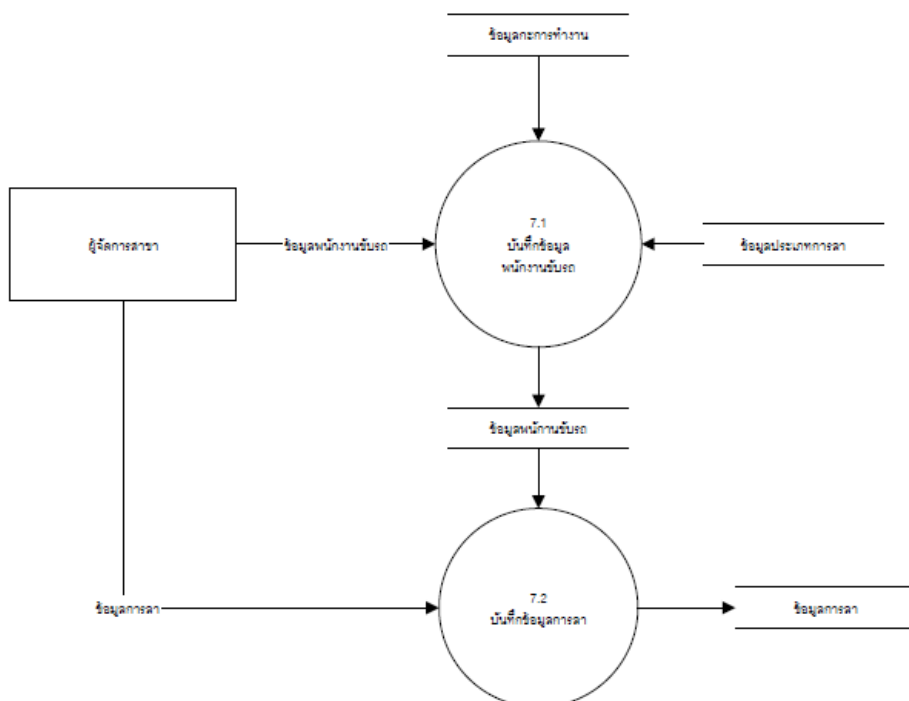 ข้อมูลกะการทำงาน
ผู้จัดการสาขา
ข้อมูลพนักงานขับรถ
7.1
บันทึกข้อมูล
พนักงานขับรถ
ข้อมูลประเภทการลา
ข้อมูลพนักานขับรถ
ข้อมูลการลา
7.2
บันทึกข้อมูลการลา
ข้อมูลการลา